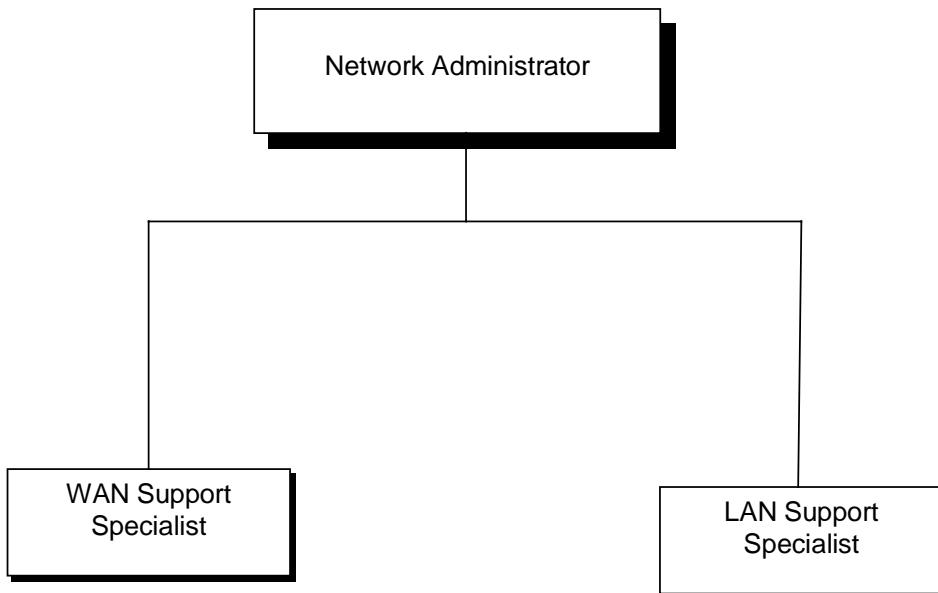 Network Administrator
WAN Support
Specialist
LAN Support
Specialist